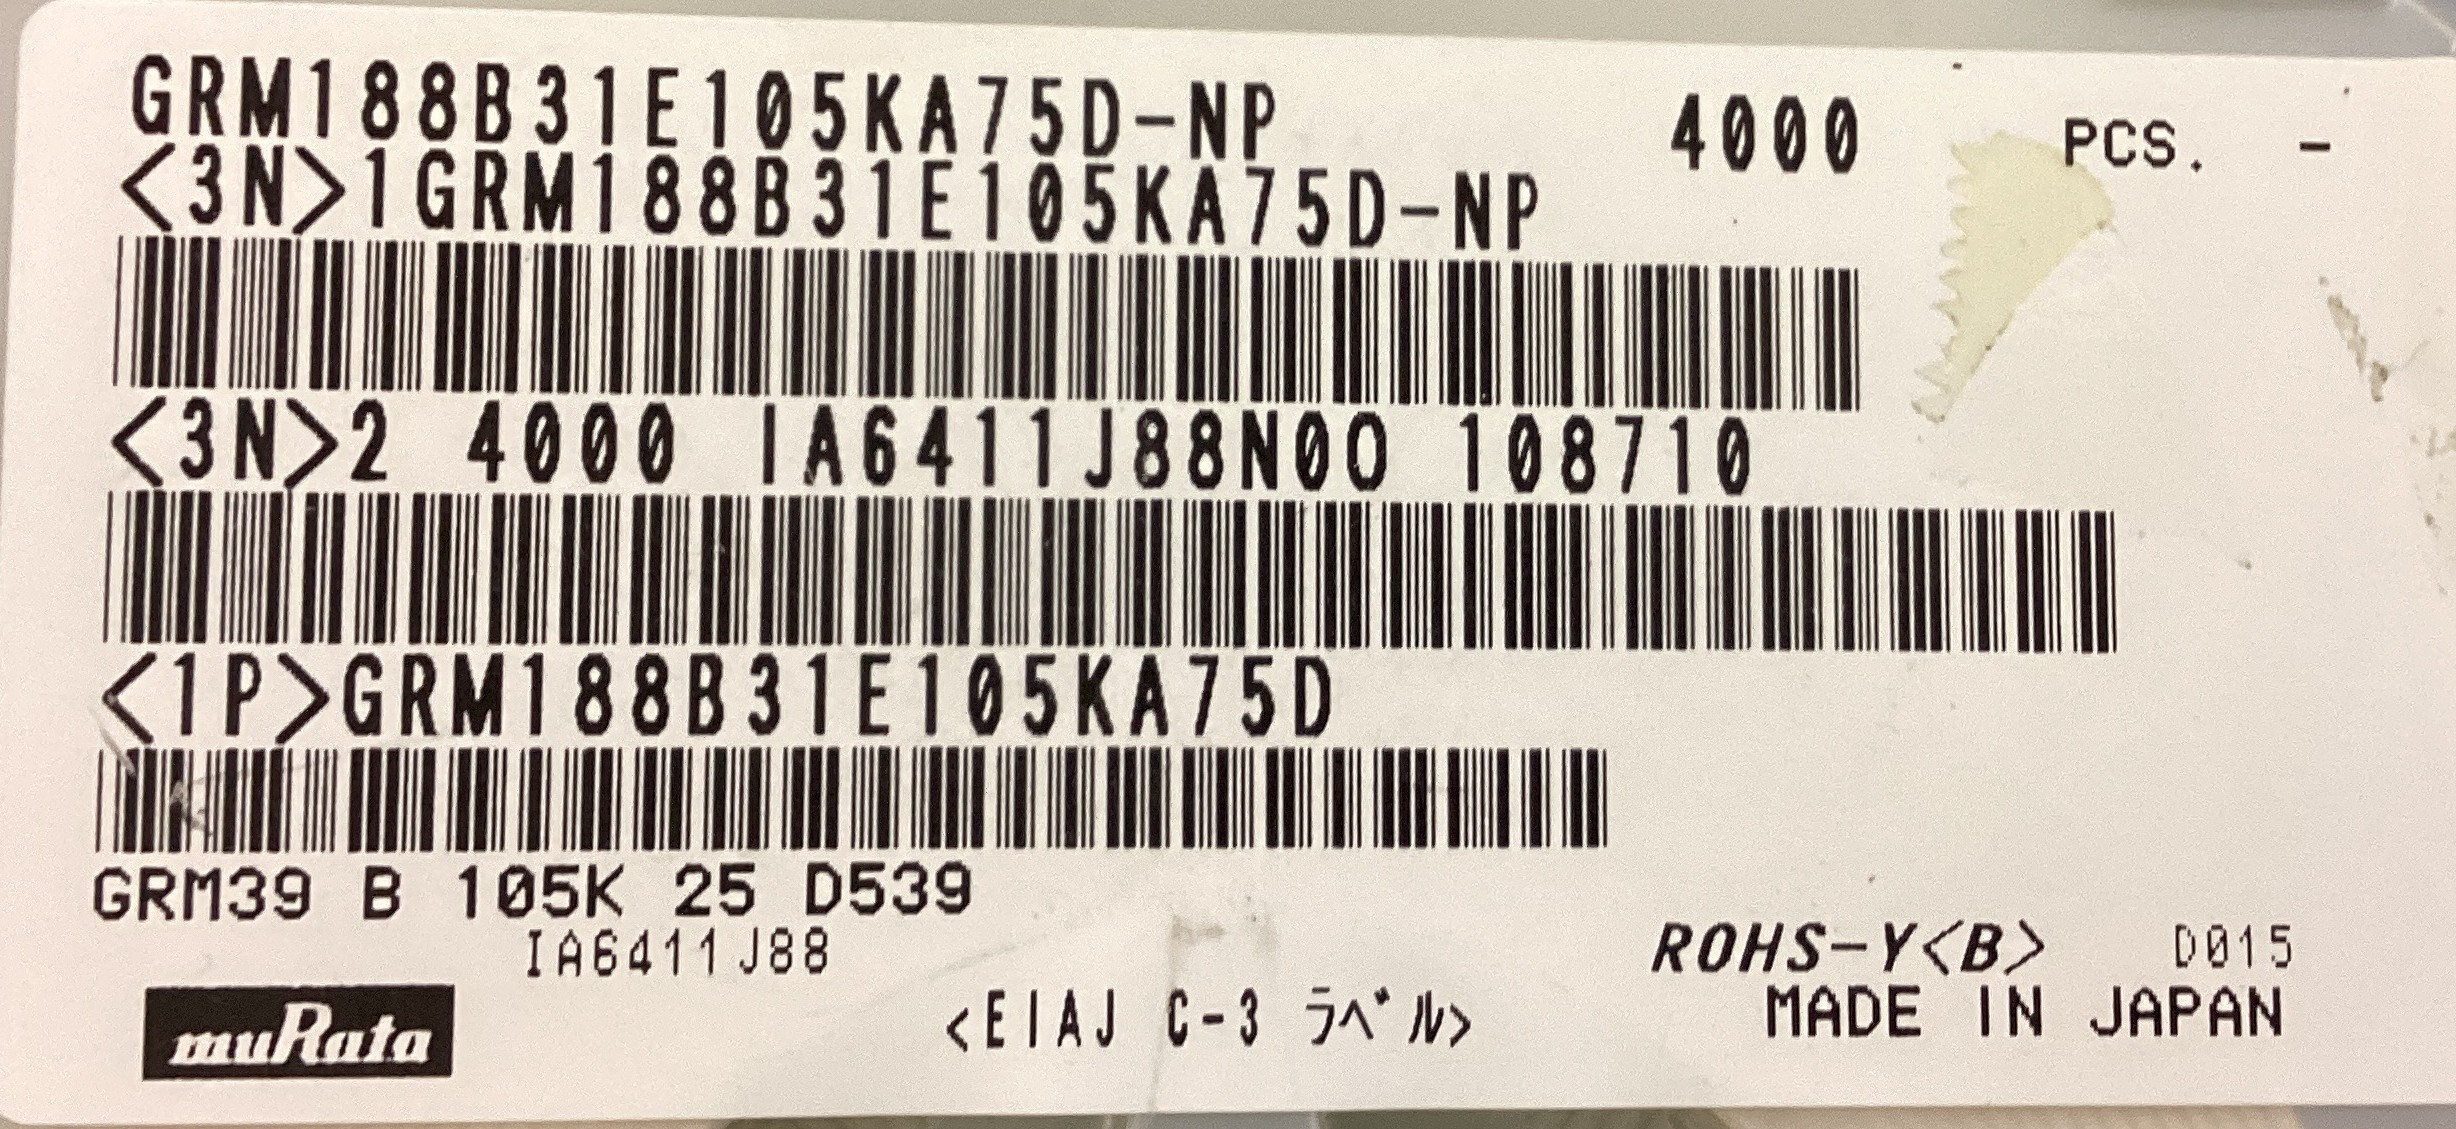 GRM188B31E105KA75D-NP 4000 PCS. -
<3N>1GRM188B31E105KA75D-NP
<3N>2 4000 IA6411J88N0O 108710
<1P>GRM188B31E105KA75D
GRM39 B 105K 25 D539
IA6411J88
ROHS-Y<B> D015
muRata
<EIAJ C-3 ラベル>
MADE IN JAPAN